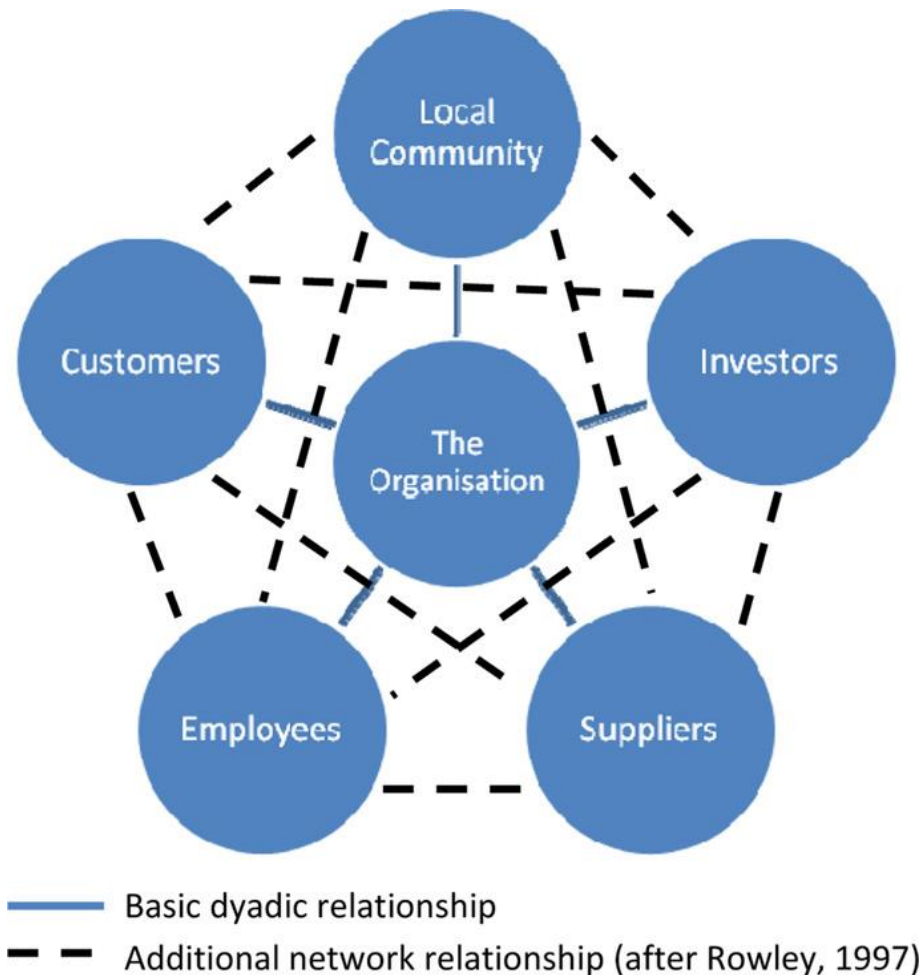 Local
Community
Customers
Investors
The
Organisation
Employees
Suppliers
Basic dyadic relationship
Additional network relationship (after Rowley, 1997)